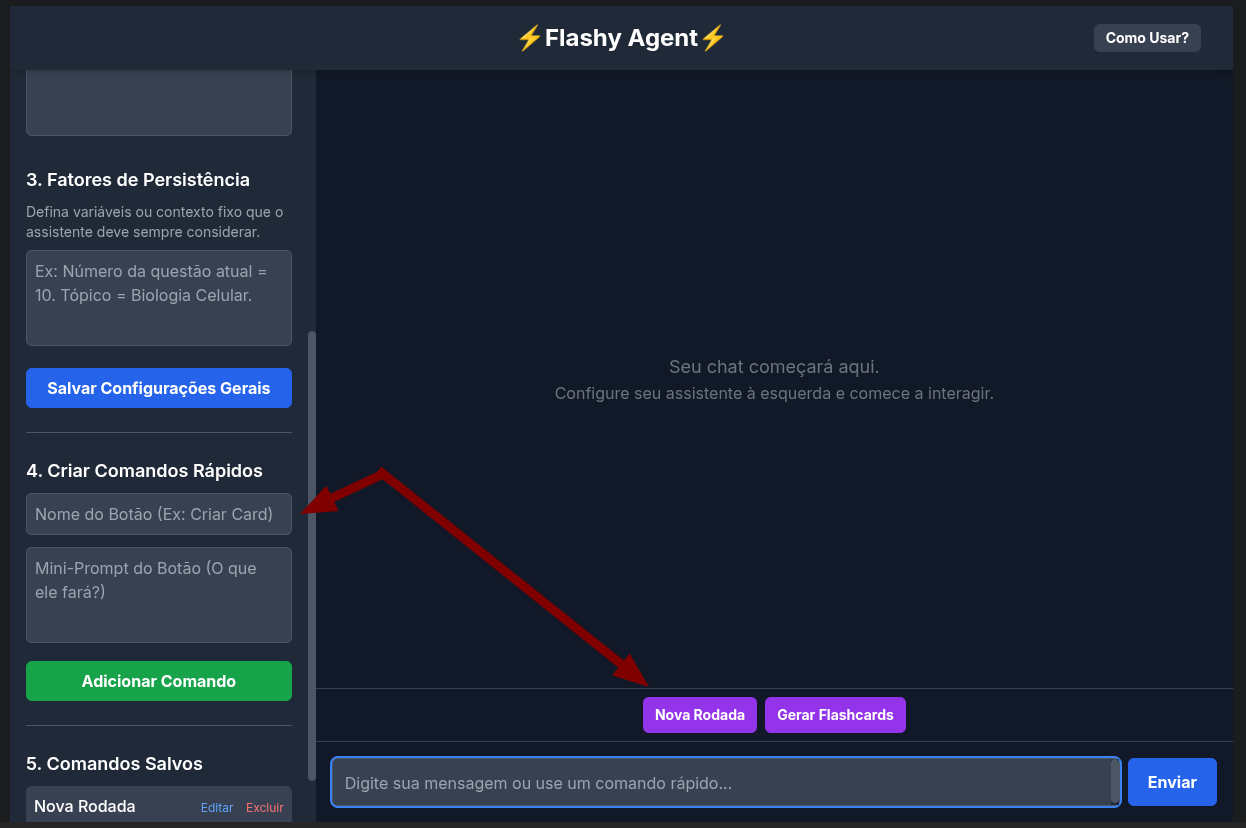 ⚡Flashy Agent⚡
Como Usar?
3. Fatores de Persistência
Defina variáveis ou contexto fixo que o
assistente deve sempre considerar.
Ex: Número da questão atual =
10. Tópico = Biologia Celular.
Salvar Configurações Gerais
4. Criar Comandos Rápidos
Nome do Botão (Ex: Criar Card)
Mini-Prompt do Botão (O que
ele fará?)
Adicionar Comando
5. Comandos Salvos
Nova Rodada Editar Excluir
Seu chat começará aqui.
Configure seu assistente à esquerda e comece a interagir.
Nova Rodada Gerar Flashcards
Digite sua mensagem ou use um comando rápido...
Enviar